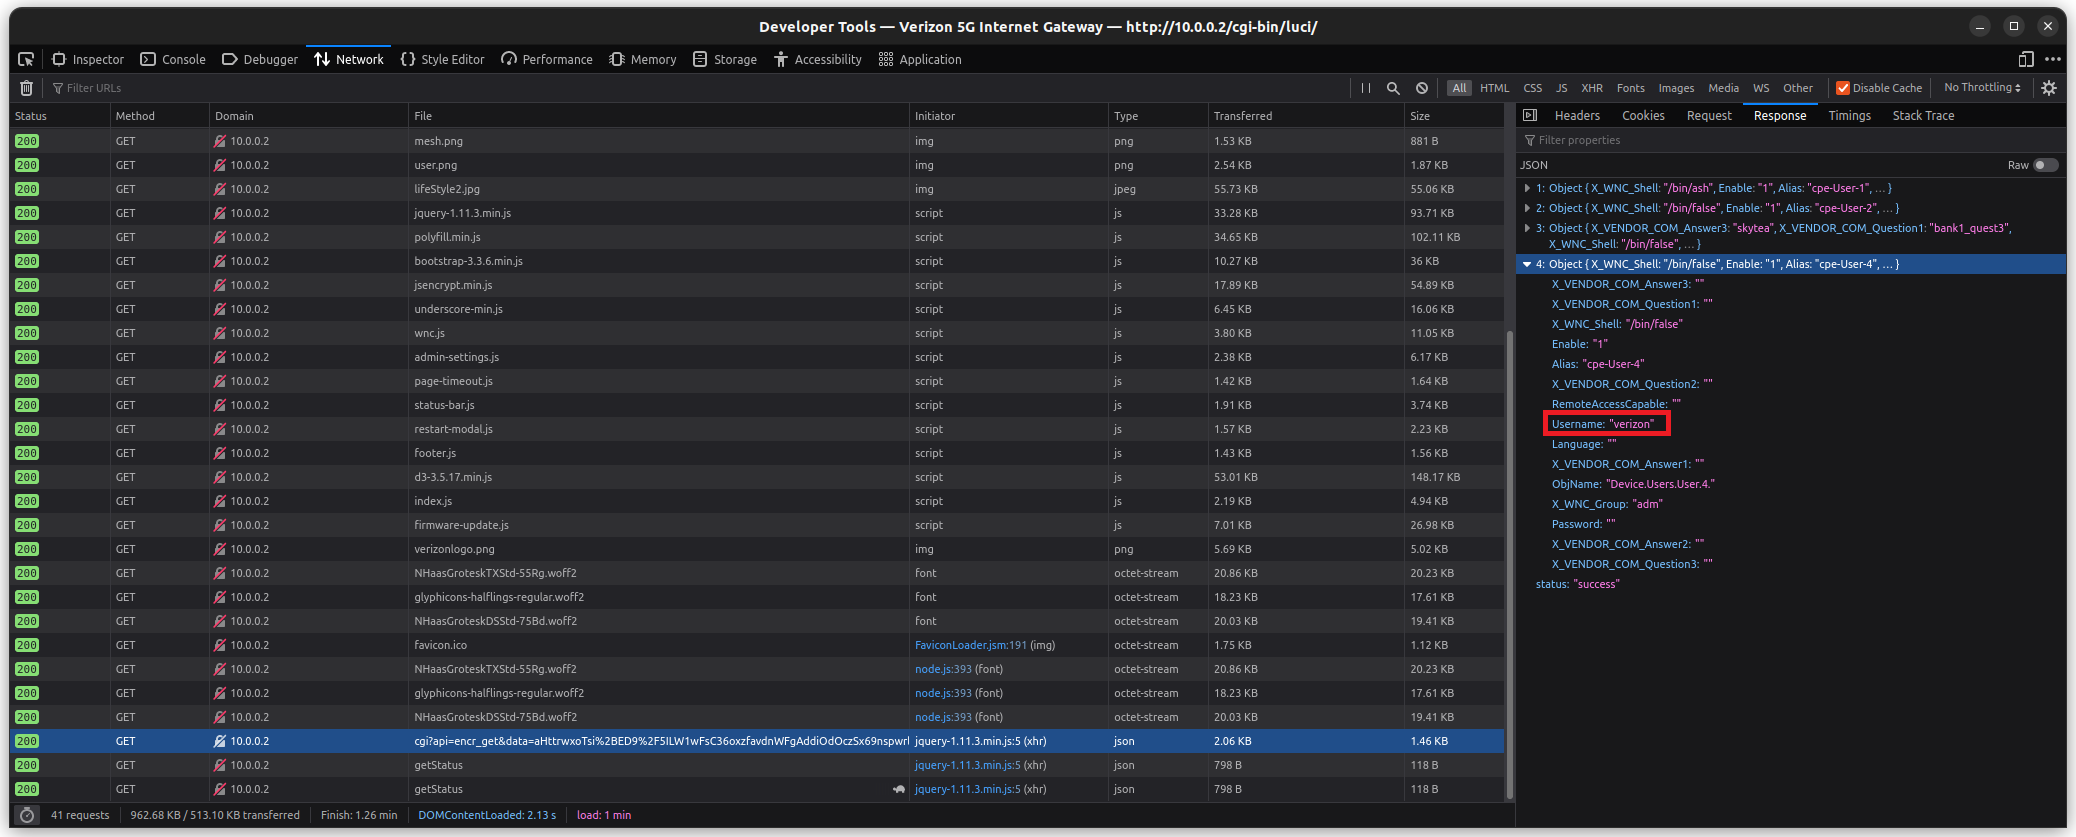 Developer Tools — Verizon 5G Internet Gateway — http://10.0.0.2/cgi-bin/luci/
Inspector Console Debugger Network Style Editor Performance Memory Storage Accessibility Application
Filter URLs All HTML CSS JS XHR Fonts Images Media WS Other Disable Cache No Throttling
Status Method Domain File Initiator Type Transferred Size
200 GET 10.0.0.2 mesh.png img png 1.53 KB 881 B
200 GET 10.0.0.2 user.png img png 2.54 KB 1.87 KB
200 GET 10.0.0.2 lifeStyle2.jpg img jpeg 55.73 KB 55.06 KB
200 GET 10.0.0.2 jquery-1.11.3.min.js script js 33.28 KB 93.71 KB
200 GET 10.0.0.2 polyfill.min.js script js 34.65 KB 102.11 KB
200 GET 10.0.0.2 bootstrap-3.3.6.min.js script js 10.27 KB 36 KB
200 GET 10.0.0.2 jsencrypt.min.js script js 17.89 KB 54.89 KB
200 GET 10.0.0.2 underscore-min.js script js 6.45 KB 16.06 KB
200 GET 10.0.0.2 wnc.js script js 3.80 KB 11.05 KB
200 GET 10.0.0.2 admin-settings.js script js 2.38 KB 6.17 KB
200 GET 10.0.0.2 page-timeout.js script js 1.42 KB 1.64 KB
200 GET 10.0.0.2 status-bar.js script js 1.91 KB 3.74 KB
200 GET 10.0.0.2 restart-modal.js script js 1.57 KB 2.23 KB
200 GET 10.0.0.2 footer.js script js 1.43 KB 1.56 KB
200 GET 10.0.0.2 d3-3.5.17.min.js script js 53.01 KB 148.17 KB
200 GET 10.0.0.2 index.js script js 2.19 KB 4.94 KB
200 GET 10.0.0.2 firmware-update.js script js 7.01 KB 26.98 KB
200 GET 10.0.0.2 verizonlogo.png img png 5.69 KB 5.02 KB
200 GET 10.0.0.2 NHaasGroteskTXStd-55Rg.woff2 font octet-stream 20.86 KB 20.23 KB
200 GET 10.0.0.2 glyphicons-halflings-regular.woff2 font octet-stream 18.23 KB 17.61 KB
200 GET 10.0.0.2 NHaasGroteskDSStd-75Bd.woff2 font octet-stream 20.03 KB 19.41 KB
200 GET 10.0.0.2 favicon.ico FaviconLoader.jsm:191 (img) octet-stream 1.75 KB 1.12 KB
200 GET 10.0.0.2 NHaasGroteskTXStd-55Rg.woff2 node.js:393 (font) octet-stream 20.86 KB 20.23 KB
200 GET 10.0.0.2 glyphicons-halflings-regular.woff2 node.js:393 (font) octet-stream 18.23 KB 17.61 KB
200 GET 10.0.0.2 NHaasGroteskDSStd-75Bd.woff2 node.js:393 (font) octet-stream 20.03 KB 19.41 KB
200 GET 10.0.0.2 cgi?api=encr_get&data=aHttrwxoTsi%2BED9%2F5ILW1wFsC36oxzfavdnWFgAddiOdOczSx69nspwrl jquery-1.11.3.min.js:5 (xhr) json 2.06 KB 1.46 KB
200 GET 10.0.0.2 getStatus jquery-1.11.3.min.js:5 (xhr) json 798 B 118 B
200 GET 10.0.0.2 getStatus jquery-1.11.3.min.js:5 (xhr) json 798 B 118 B
41 requests 962.68 KB / 513.10 KB transferred Finish: 1.26 min DOMContentLoaded: 2.13 s load: 1 min
Headers Cookies Request Response Timings Stack Trace
Filter properties
JSON Raw
1: Object { X_WNC_Shell: "/bin/ash", Enable: "1", Alias: "cpe-User-1", … }
2: Object { X_WNC_Shell: "/bin/false", Enable: "1", Alias: "cpe-User-2", … }
3: Object { X_VENDOR_COM_Answer3: "skytea", X_VENDOR_COM_Question1: "bank1_quest3",
X_WNC_Shell: "/bin/false", … }
4: Object { X_WNC_Shell: "/bin/false", Enable: "1", Alias: "cpe-User-4", … }
X_VENDOR_COM_Answer3: ""
X_VENDOR_COM_Question1: ""
X_WNC_Shell: "/bin/false"
Enable: "1"
Alias: "cpe-User-4"
X_VENDOR_COM_Question2: ""
RemoteAccessCapable: ""
Username: "verizon"
Language: ""
X_VENDOR_COM_Answer1: ""
ObjName: "Device.Users.User.4."
X_WNC_Group: "adm"
Password: ""
X_VENDOR_COM_Answer2: ""
X_VENDOR_COM_Question3: ""
status: "success"